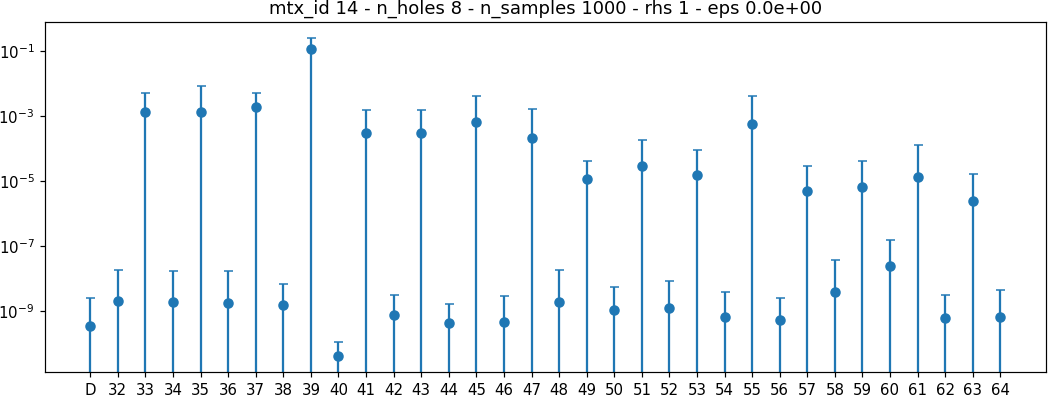 mtx_id 14 - n_holes 8 - n_samples 1000 - rhs 1 - eps 0.0e+00
10⁻¹
10⁻³
10⁻⁵
10⁻⁷
10⁻⁹
D 32 33 34 35 36 37 38 39 40 41 42 43 44 45 46 47 48 49 50 51 52 53 54 55 56 57 58 59 60 61 62 63 64